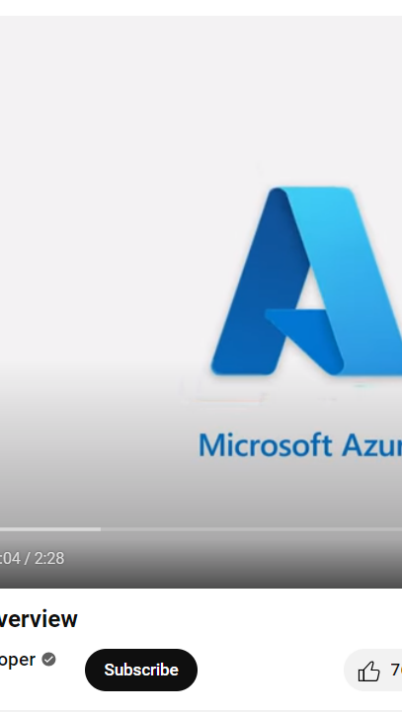 Microsoft Azur
:04 / 2:28
verview
oper
Subscribe
7